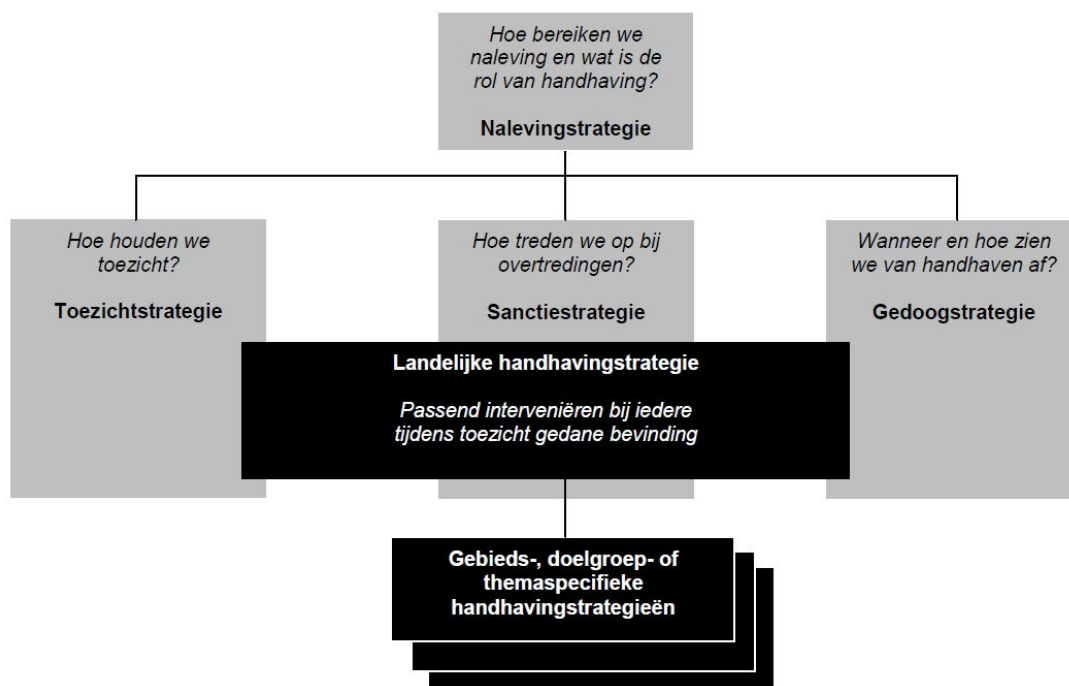 Hoe bereiken we
naleving en wat is de
rol van handhaving?
Nalevingstrategie
Hoe houden we
toezicht?
Toezichtstrategie
Hoe treden we op bij
overtredingen?
Sanctiestrategie
Wanneer en hoe zien
we van handhaven af?
Gedoogstrategie
Landelijke handhavingstrategie
Passend interveniëren bij iedere
tijdens toezicht gedane bevinding
Gebieds-, doelgroep- of
themaspecifieke
handhavingstrategieën